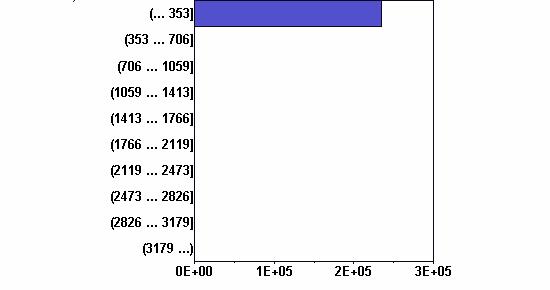 (... 353]
(353 ... 706]
(706 ... 1059]
(1059 ... 1413]
(1413 ... 1766]
(1766 ... 2119]
(2119 ... 2473]
(2473 ... 2826]
(2826 ... 3179]
(3179 ...)
0E+00 1E+05 2E+05 3E+05